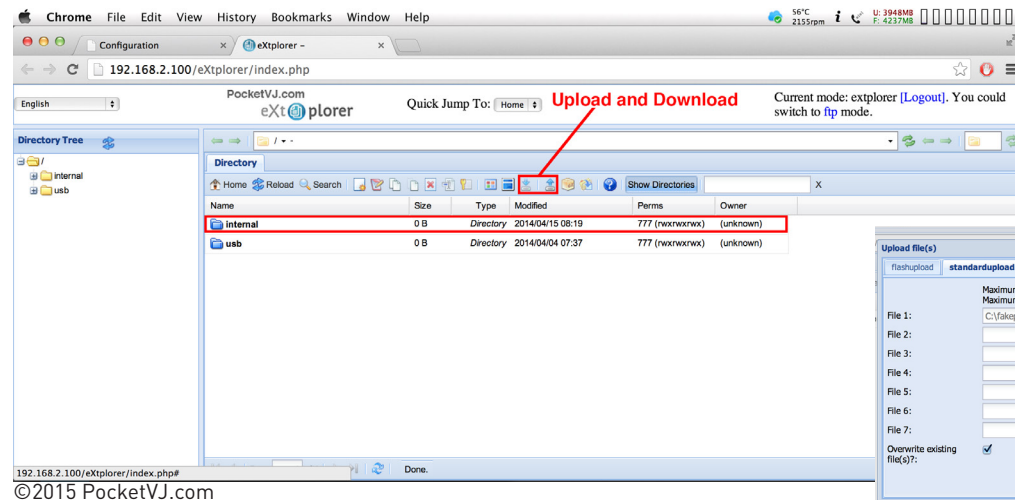 Chrome File Edit View History Bookmarks Window Help
56°C
2155rpm
U: 3948MB
F: 4237MB
Configuration ×
eXtplorer – ×
192.168.2.100/eXtplorer/index.php
English
PocketVJ.com
eXt plorer
Quick Jump To: Home
Upload and Download
Current mode: extplorer [Logout]. You could
switch to ftp mode.
Directory Tree
/
internal
usb
/
Directory
Home Reload Search Show Directories X
Name Size Type Modified Perms Owner
internal 0 B Directory 2014/04/15 08:19 777 (rwxrwxrwx) (unknown)
usb 0 B Directory 2014/04/04 07:37 777 (rwxrwxrwx) (unknown)
Upload file(s)
flashupload standardupload
File 1: C:\fakep
File 2:
File 3:
File 4:
File 5:
File 6:
File 7:
Overwrite existing
file(s)?:
Done.
192.168.2.100/eXtplorer/index.php#
©2015 PocketVJ.com